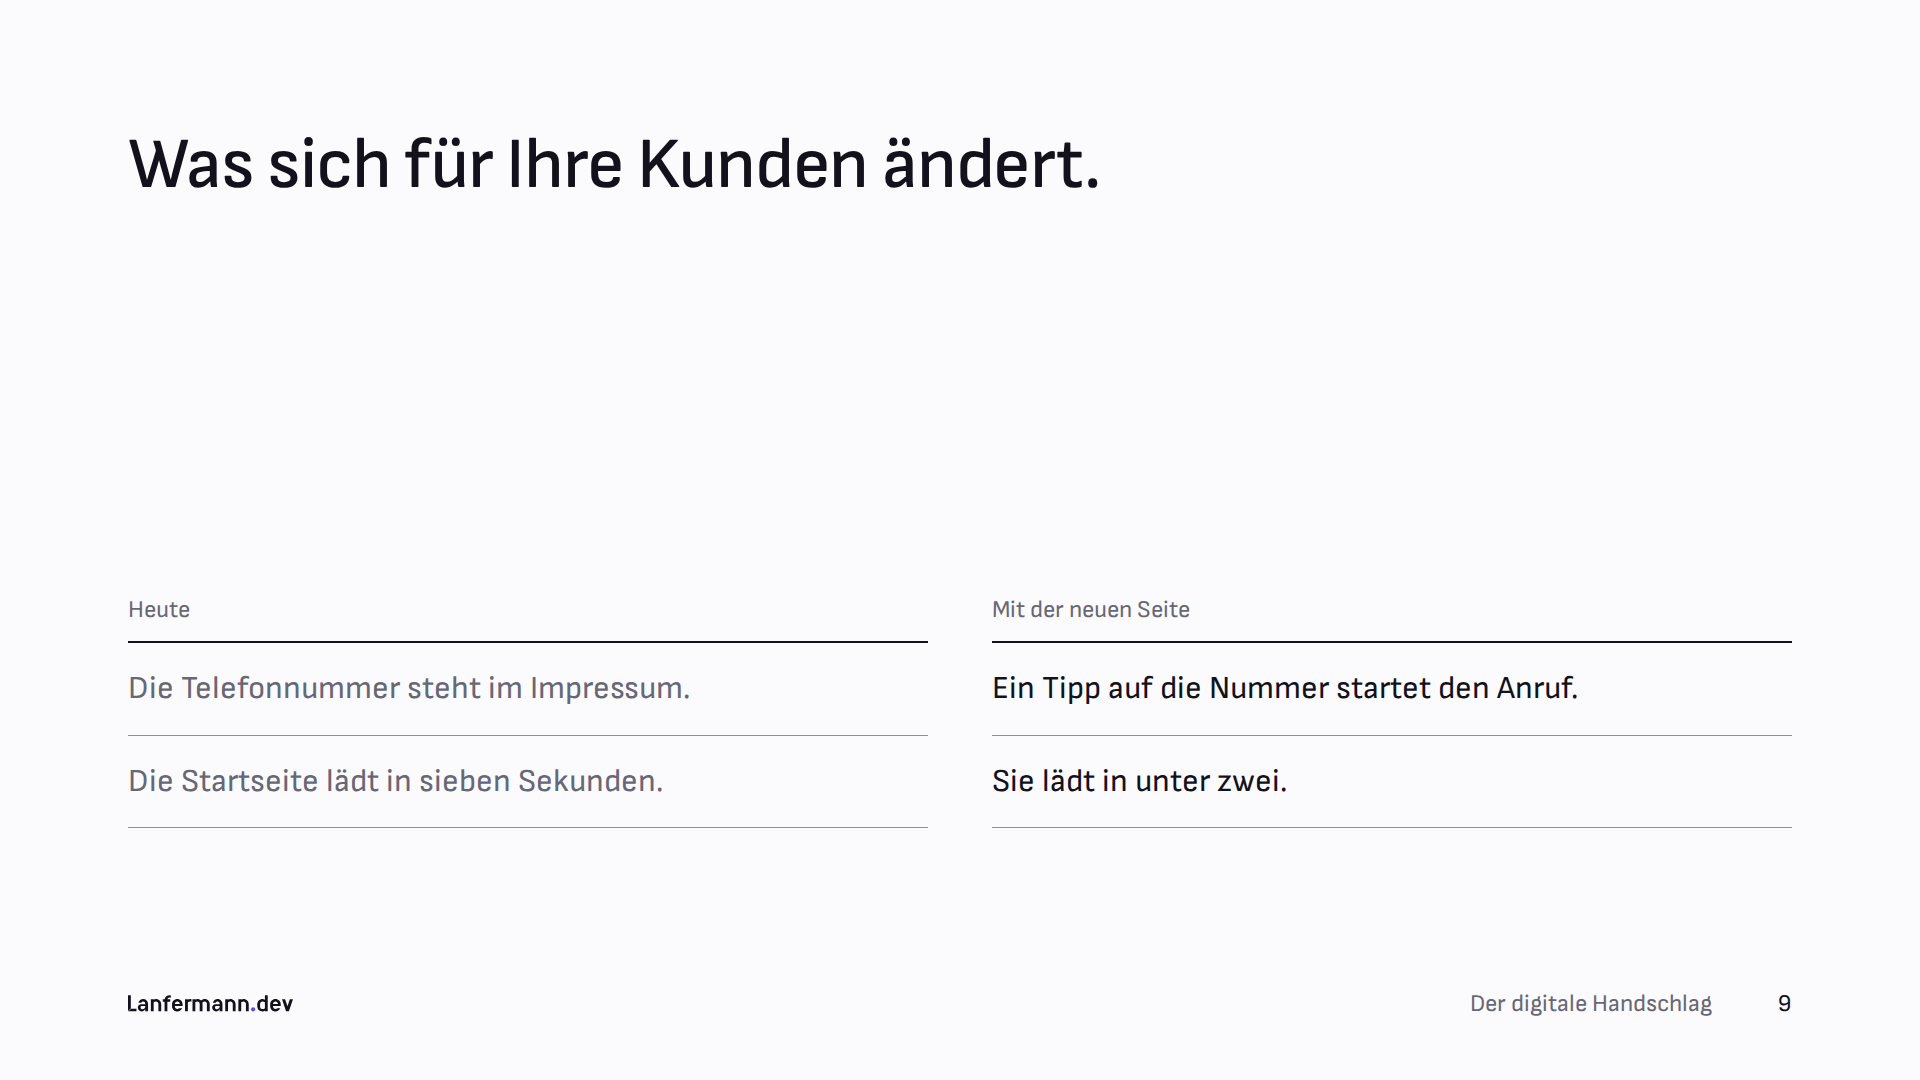 Was sich für Ihre Kunden ändert.
Heute
Mit der neuen Seite
Die Telefonnummer steht im Impressum.
Ein Tipp auf die Nummer startet den Anruf.
Die Startseite lädt in sieben Sekunden.
Sie lädt in unter zwei.
Lanfermann.dev
Der digitale Handschlag
9